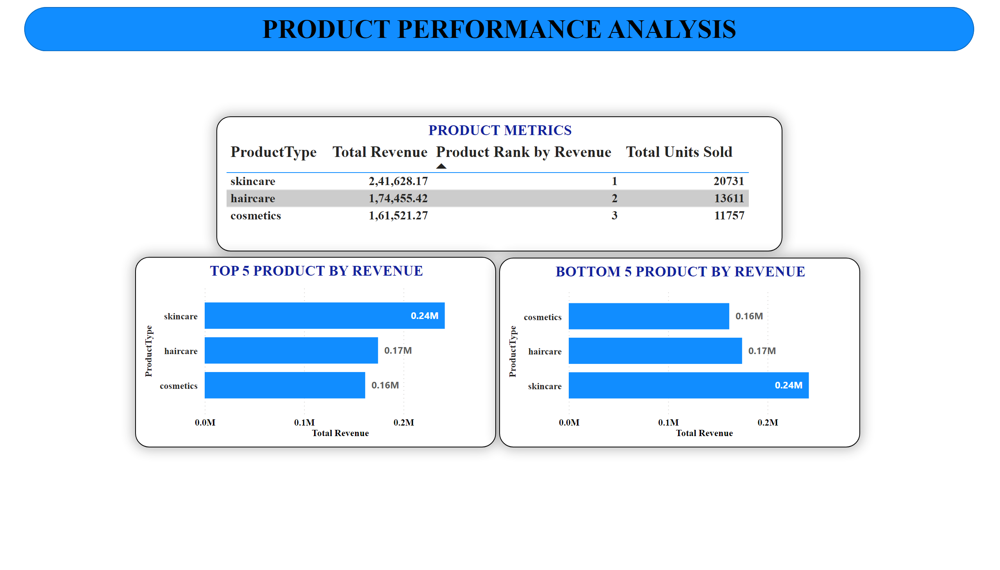 PRODUCT PERFORMANCE ANALYSIS
PRODUCT METRICS
ProductType Total Revenue Product Rank by Revenue Total Units Sold
skincare 2,41,628.17 1 20731
haircare 1,74,455.42 2 13611
cosmetics 1,61,521.27 3 11757
TOP 5 PRODUCT BY REVENUE
ProductType
skincare 0.24M
haircare 0.17M
cosmetics 0.16M
0.0M 0.1M 0.2M
Total Revenue
BOTTOM 5 PRODUCT BY REVENUE
ProductType
cosmetics 0.16M
haircare 0.17M
skincare 0.24M
0.0M 0.1M 0.2M
Total Revenue